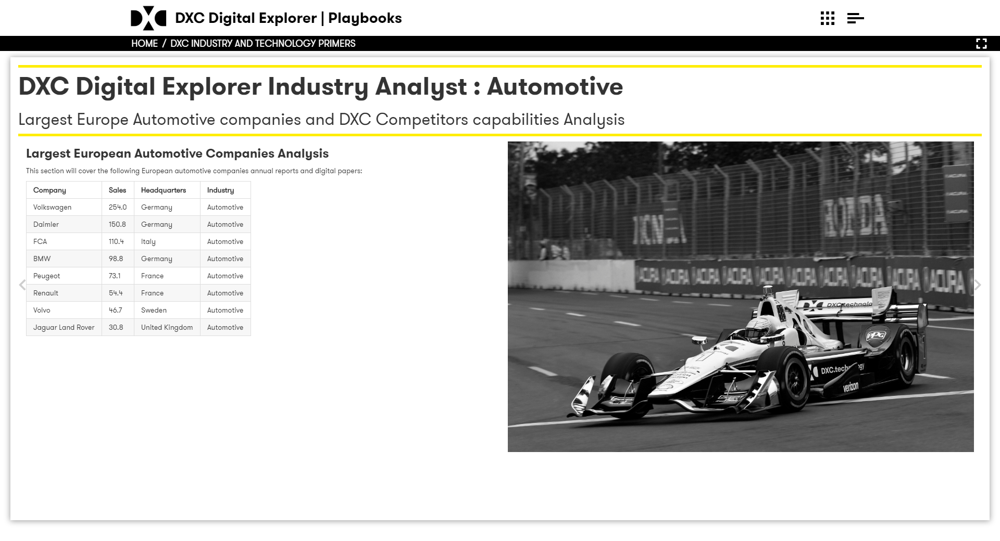 DXC Digital Explorer | Playbooks
HOME / DXC INDUSTRY AND TECHNOLOGY PRIMERS
DXC Digital Explorer Industry Analyst : Automotive
Largest Europe Automotive companies and DXC Competitors capabilities Analysis
Largest European Automotive Companies Analysis
This section will cover the following European automotive companies annual reports and digital papers:
Company Sales Headquarters Industry
Volkswagen 254.0 Germany Automotive
Daimler 150.8 Germany Automotive
FCA 110.4 Italy Automotive
BMW 98.8 Germany Automotive
Peugeot 73.1 France Automotive
Renault 54.4 France Automotive
Volvo 46.7 Sweden Automotive
Jaguar Land Rover 30.8 United Kingdom Automotive
HONDA
ACURA ACURA ACURA ACURA ACURA ACURA ACURA ACURA ACURA ACURA ACURA
DXC.technolo
PPG
1
DXC.tech gy
verizon